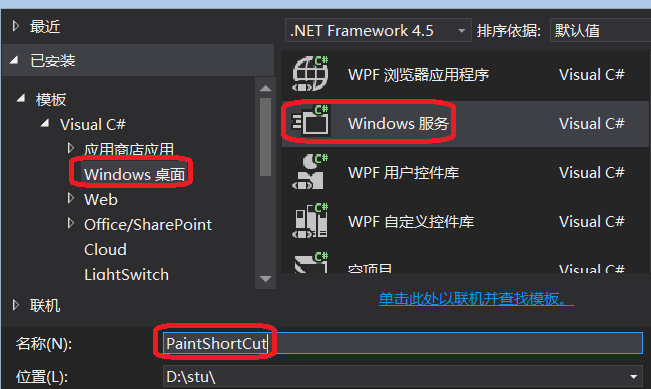 最近
已安装
模板
Visual C#
应用商店应用
Windows 桌面
Web
Office/SharePoint
Cloud
LightSwitch
联机
.NET Framework 4.5 排序依据: 默认值
C# WPF 浏览器应用程序 Visual C#
C# Windows 服务 Visual C#
C# WPF 用户控件库 Visual C#
C# WPF 自定义控件库 Visual C#
C# 空项目 Visual C#
单击此处以联机并查找模板。
名称(N): PaintShortCut
位置(L): D:\stu\